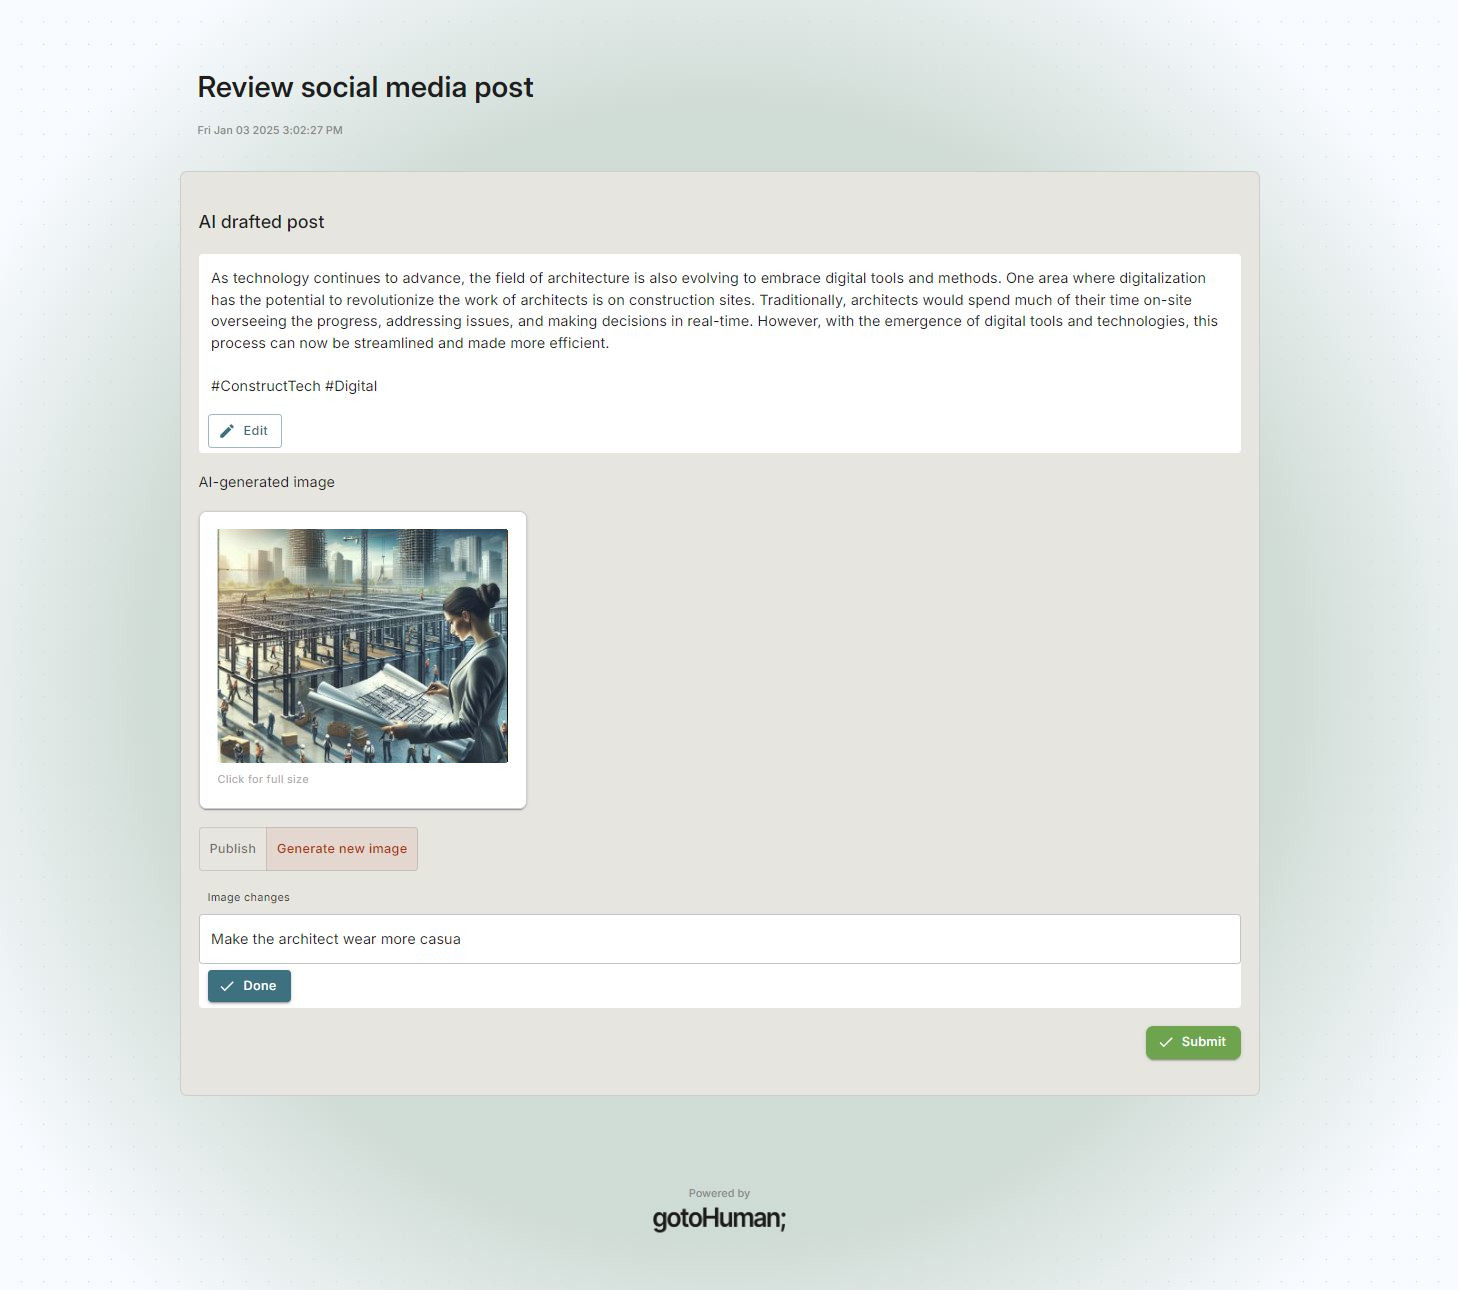 Review social media post
Fri Jan 03 2025 3:02:27 PM
AI drafted post
As technology continues to advance, the field of architecture is also evolving to embrace digital tools and methods. One area where digitalization
has the potential to revolutionize the work of architects is on construction sites. Traditionally, architects would spend much of their time on-site
overseeing the progress, addressing issues, and making decisions in real-time. However, with the emergence of digital tools and technologies, this
process can now be streamlined and made more efficient.
#ConstructTech #Digital
Edit
AI-generated image
Click for full size
Publish
Generate new image
Image changes
Make the architect wear more casua
Done
Submit
Powered by
gotoHuman;